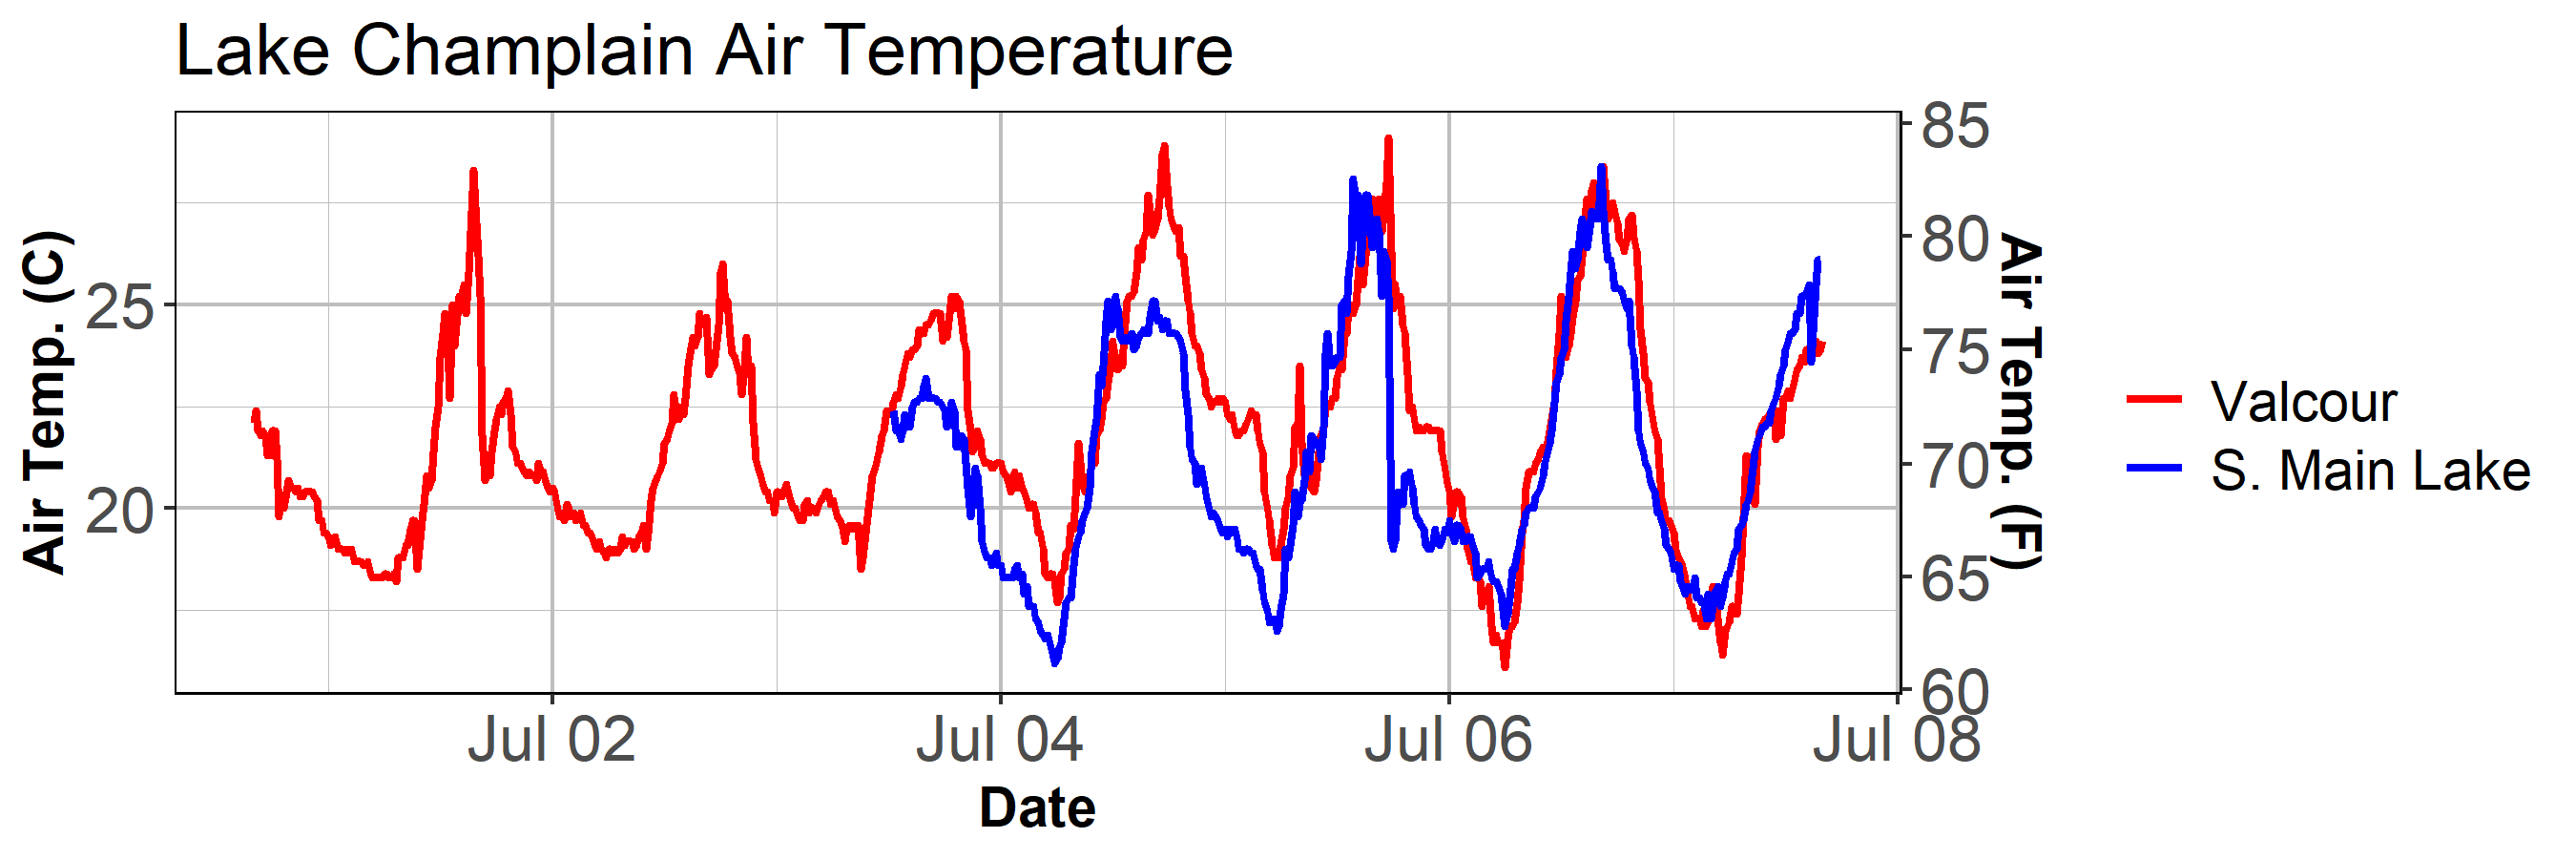 Lake Champlain Air Temperature
Air Temp. (C)
25
20
85
80
75
70
65
60
Air Temp. (F)
Jul 02
Jul 04
Jul 06
Jul 08
Date
Valcour
S. Main Lake